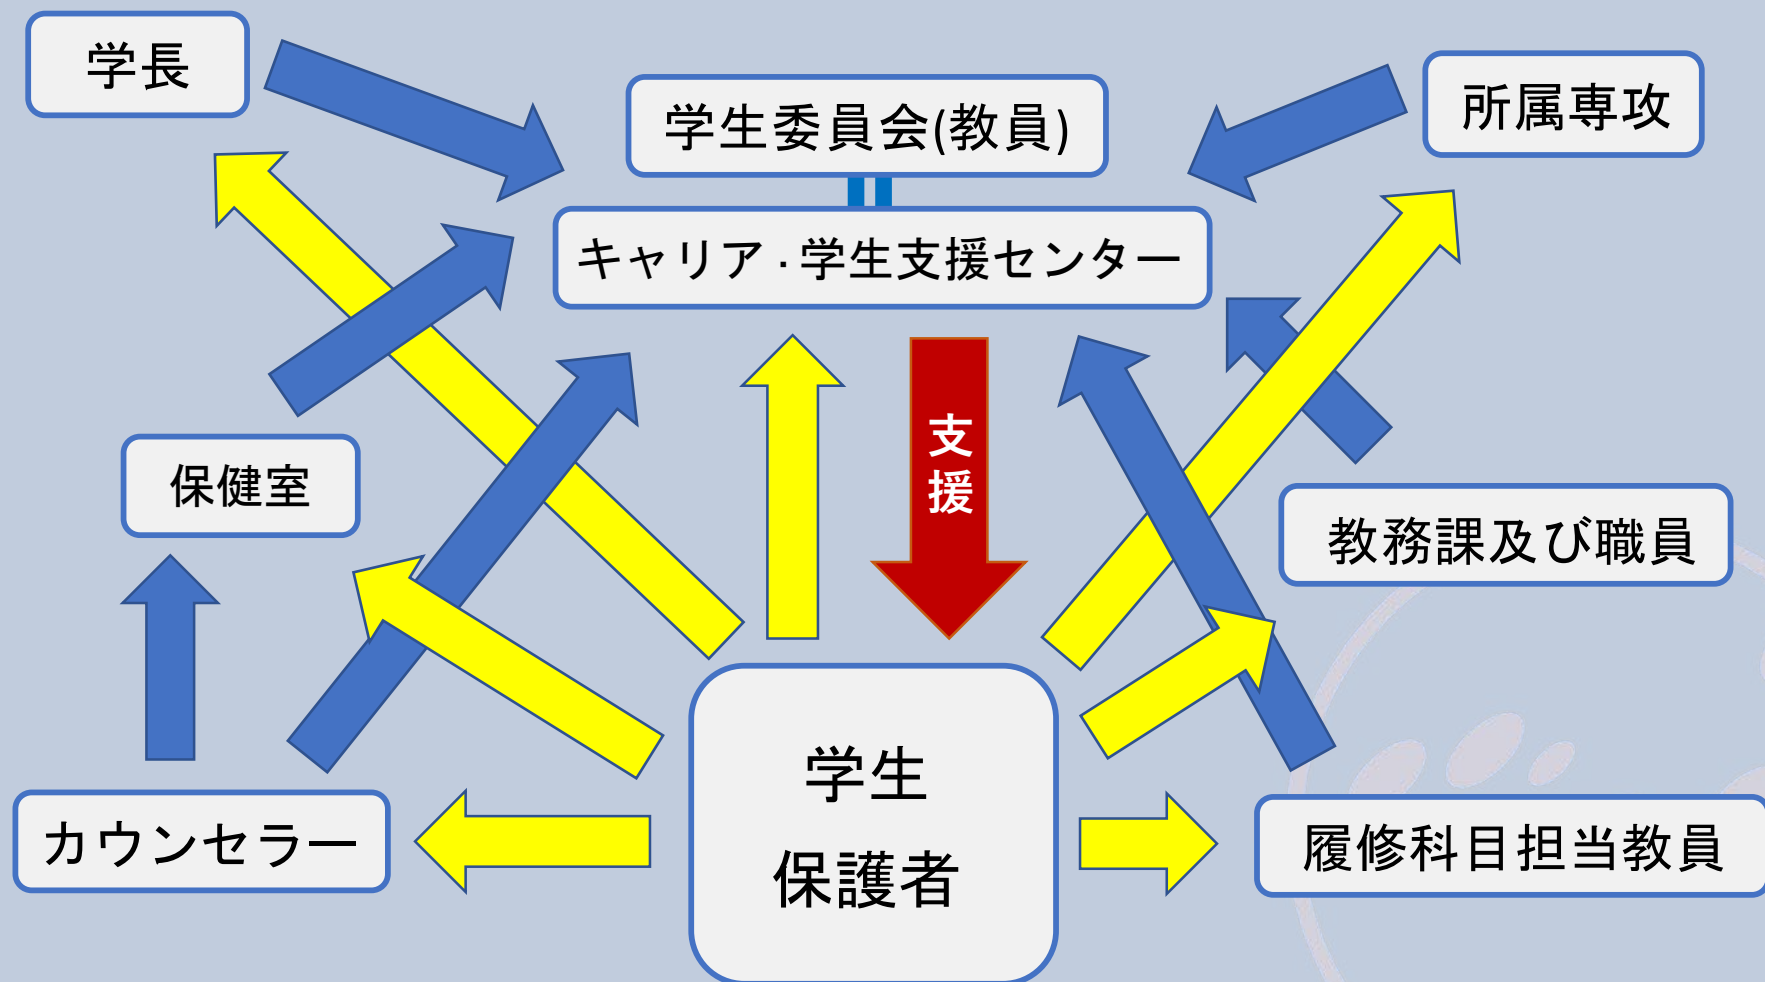 学長
学生委員会(教員)
所属専攻
キャリア・学生支援センター
支
援
保健室
教務課及び職員
学生
保護者
カウンセラー
履修科目担当教員